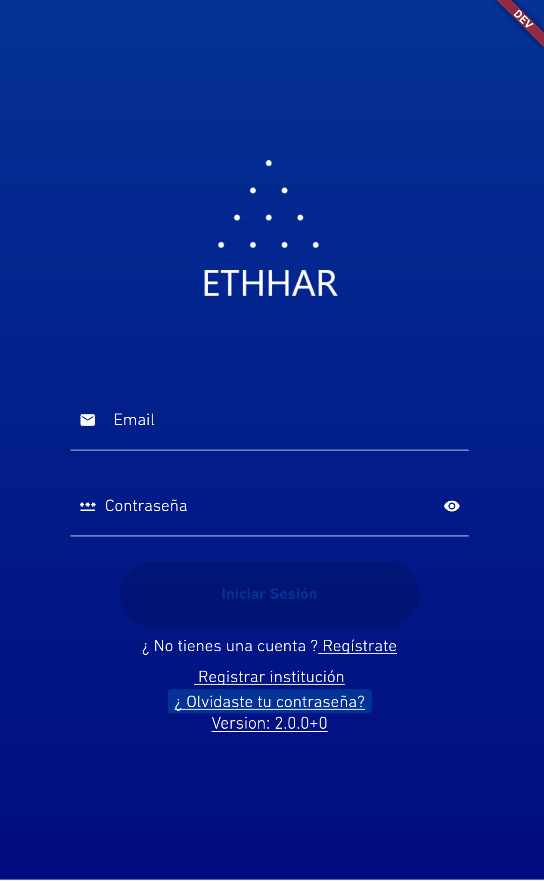 DEV
ETHHAR
Email
*** Contraseña
Iniciar Sesión
¿ No tienes una cuenta ? Regístrate
Registrar institución
¿ Olvidaste tu contraseña?
Version: 2.0.0+0